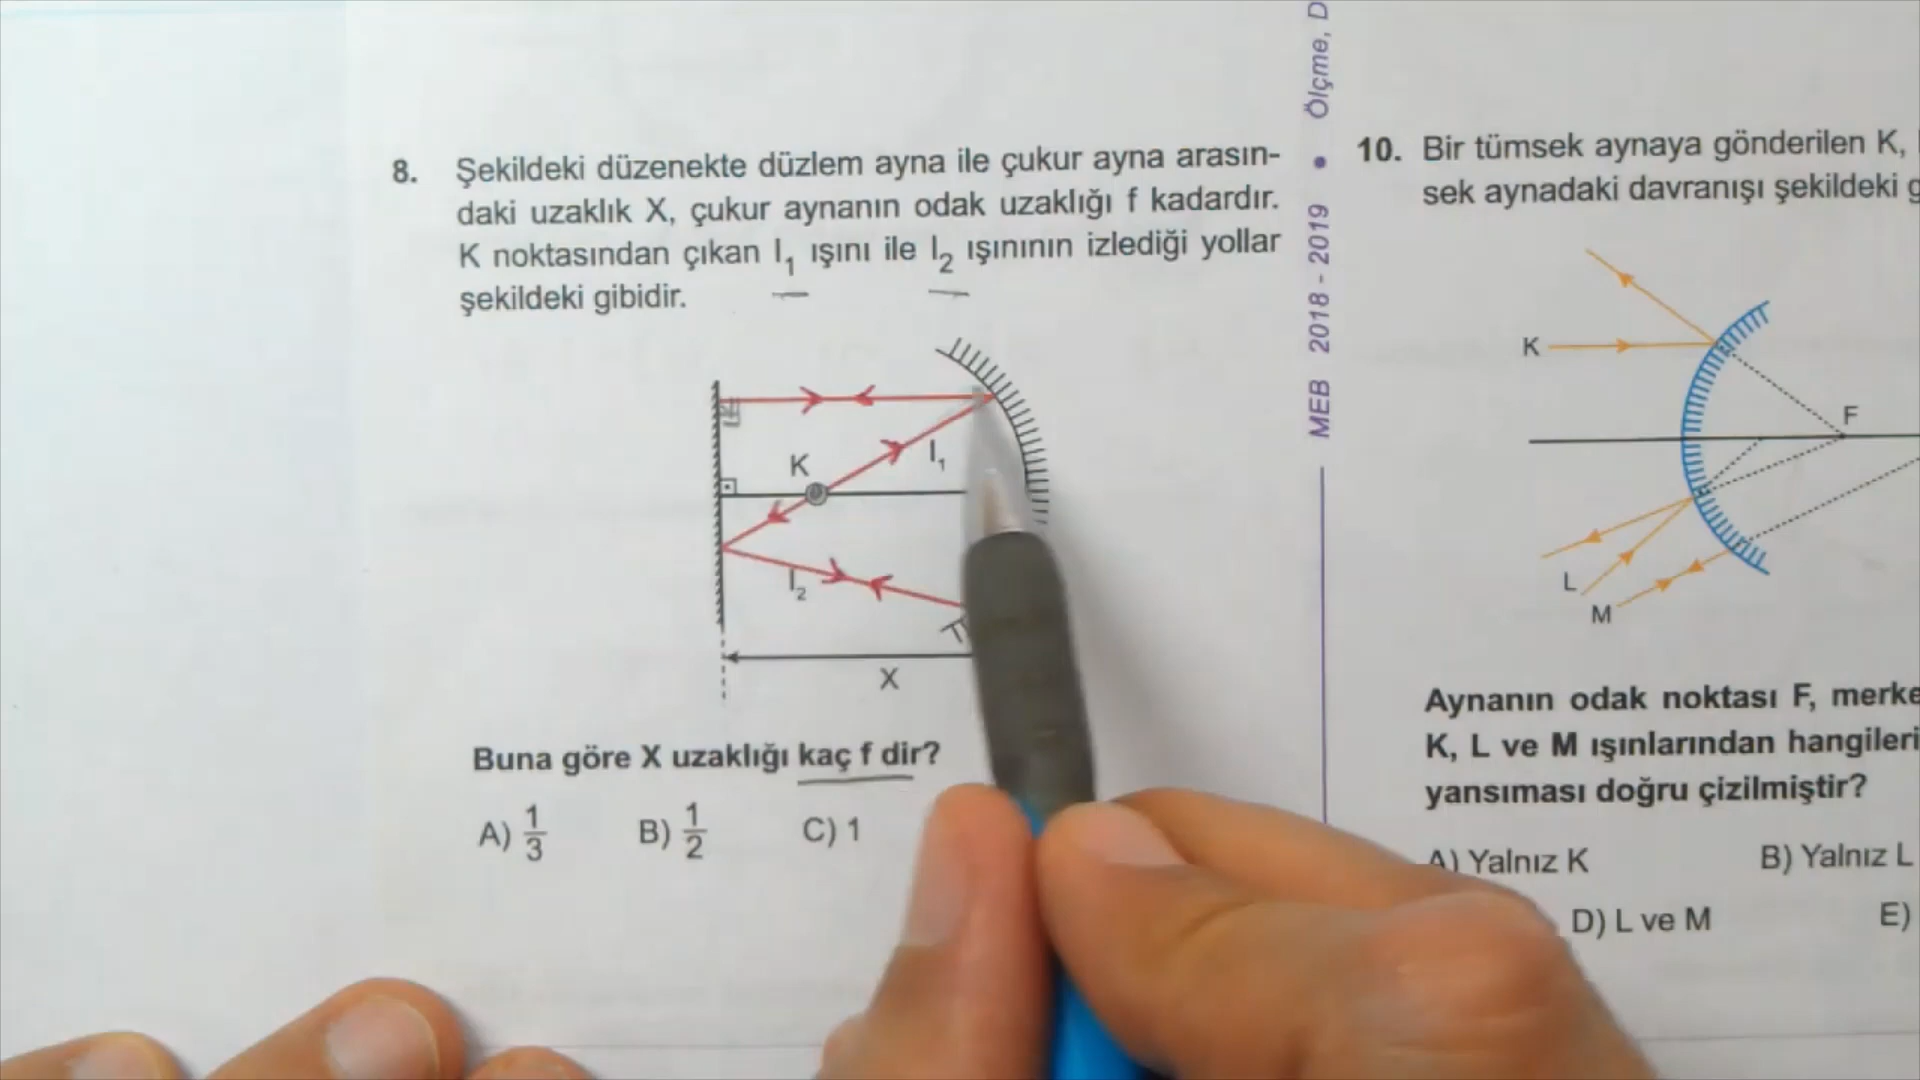 8. Şekildeki düzenekte düzlem ayna ile çukur ayna arasın-
daki uzaklık X, çukur aynanın odak uzaklığı f kadardır.
K noktasından çıkan I₁ ışını ile I₂ ışınının izlediği yollar
şekildeki gibidir.
K
I₁
I₂
X
Buna göre X uzaklığı kaç f dir?
A) 1/3 B) 1/2 C) 1
MEB 2018 - 2019 • Ölçme, D
10. Bir tümsek aynaya gönderilen K,
sek aynadaki davranışı şekildeki
K
F
L
M
Aynanın odak noktası F,
K, L ve M ışınlarından hangileri
yansıması doğru çizilmiştir?
A) Yalnız K B) Yalnız L
D) L ve M E)